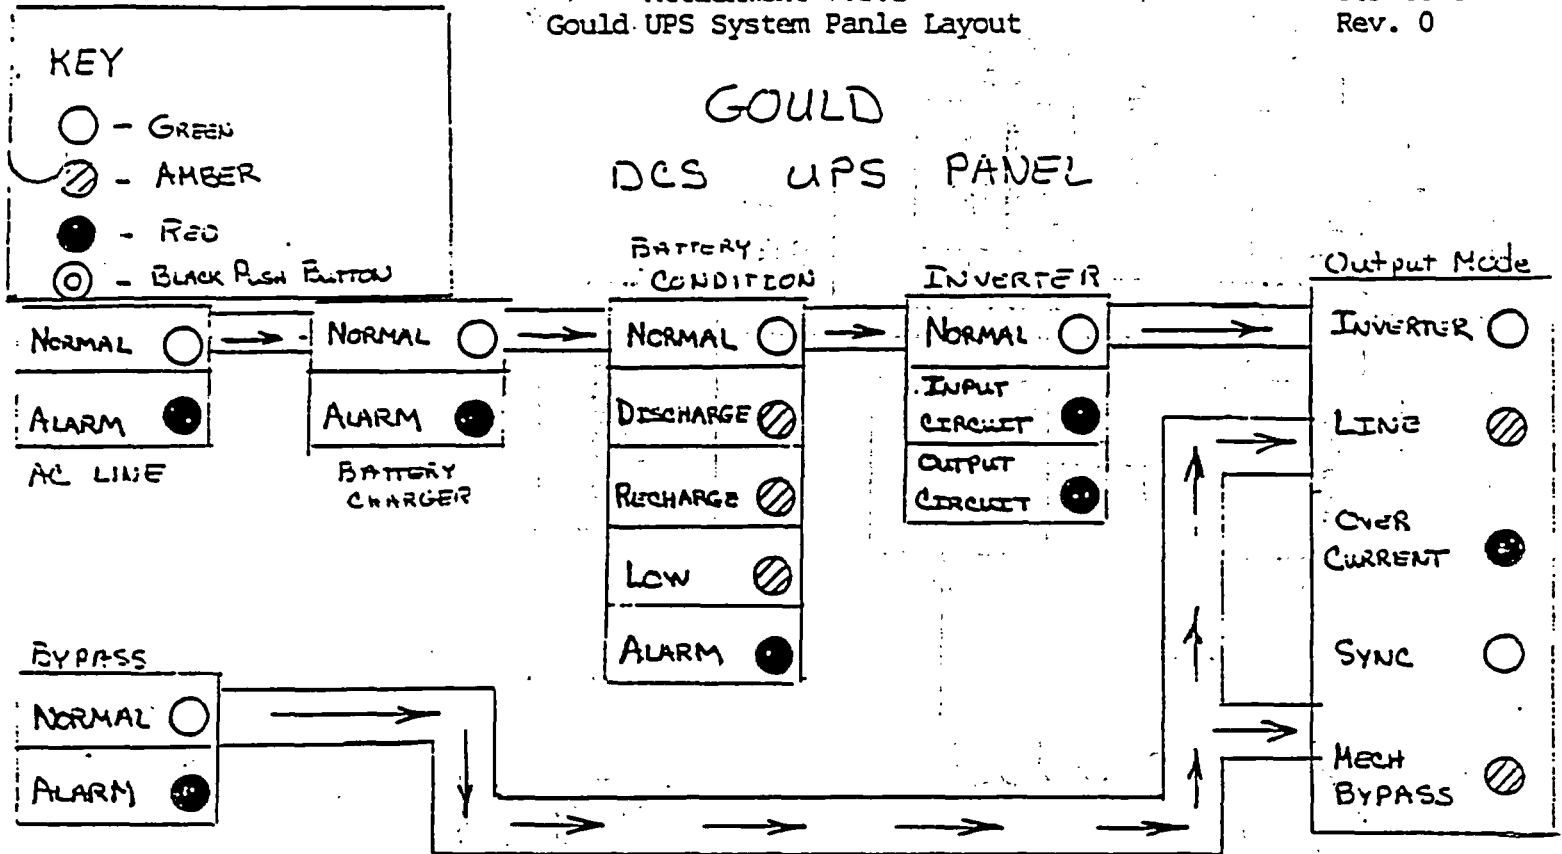 Gould UPS System Panle Layout
Rev. 0
KEY
- GREEN
- AMBER
- RED
- BLACK PUSH BUTTON
GOULD
DCS UPS PANEL
BATTERY
CONDITION
INVERTER
Output Mode
NORMAL
ALARM
AC LINE
NORMAL
ALARM
BATTERY
CHARGER
NORMAL
DISCHARGE
RECHARGE
LOW
ALARM
NORMAL
INPUT
CIRCUIT
OUTPUT
CIRCUIT
INVERTER
LINE
OVER
CURRENT
SYNC
MECH
BYPASS
BYPASS
NORMAL
ALARM